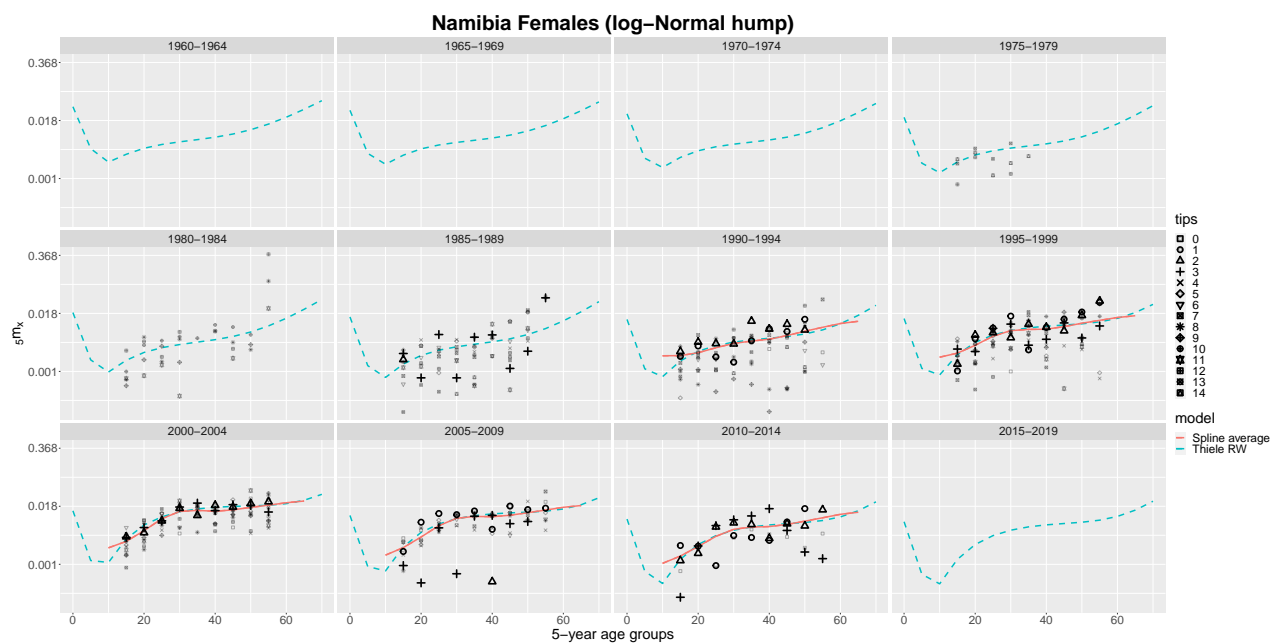 Namibia Females (log−Normal hump)
1960−1964 1965−1969 1970−1974 1975−1979
0.368
0.018
0.001
1980−1984 1985−1989 1990−1994 1995−1999
0.368
0.018
0.001
2000−2004 2005−2009 2010−2014 2015−2019
0.368
0.018
0.001
0 20 40 60 0 20 40 60 0 20 40 60 0 20 40 60
5−year age groups
5mx
tips
0
1
2
3
4
5
6
7
8
9
10
11
12
13
14
model
Spline average
Thiele RW